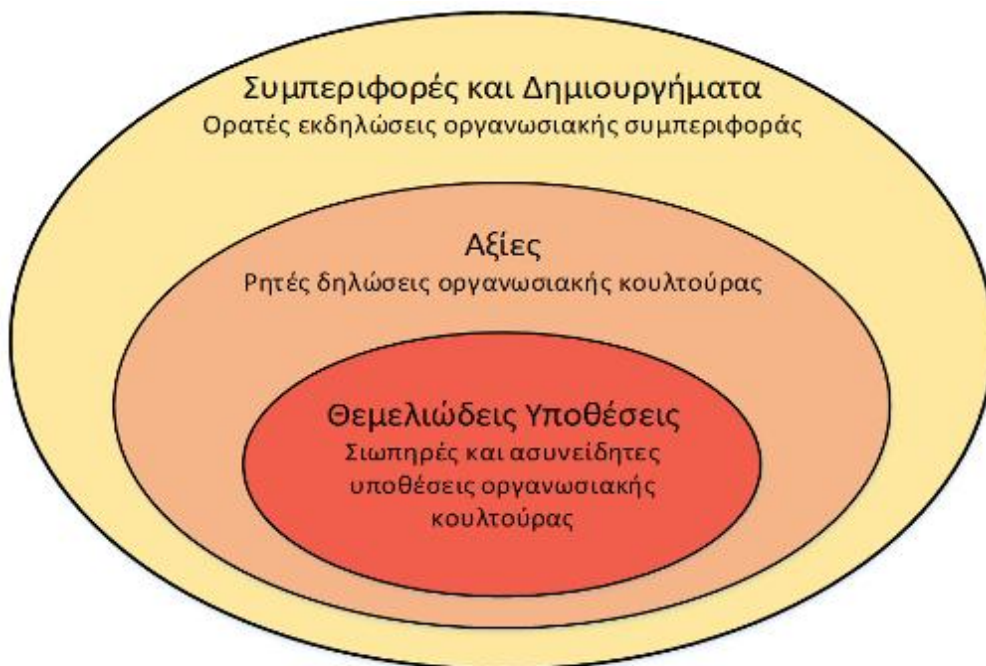 Συμπεριφορές και Δημιουργήματα
Ορατές εκδηλώσεις οργανωσιακής συμπεριφοράς
Αξίες
Ρητές δηλώσεις οργανωσιακής κουλτούρας
Θεμελιώδεις Υποθέσεις
Σιωπηρές και ασυνείδητες
υποθέσεις οργανωσιακής
κουλτούρας